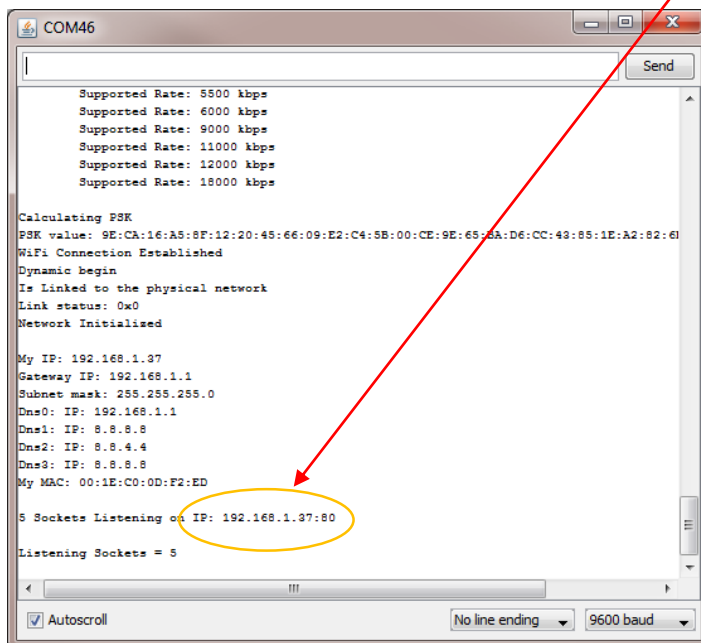 COM46
Send
Supported Rate: 5500 kbps
Supported Rate: 6000 kbps
Supported Rate: 9000 kbps
Supported Rate: 11000 kbps
Supported Rate: 12000 kbps
Supported Rate: 18000 kbps
Calculating PSK
PSK value: 9E:CA:16:A5:8F:12:20:45:66:09:E2:C4:5B:00:CE:9E:65:BA:D6:CC:43:85:1E:A2:82:
WiFi Connection Established
Dynamic begin
Is Linked to the physical network
Link status: 0x0
Network Initialized
My IP: 192.168.1.37
Gateway IP: 192.168.1.1
Subnet mask: 255.255.255.0
Dns0: IP: 192.168.1.1
Dns1: IP: 8.8.8.8
Dns2: IP: 8.8.4.4
Dns3: IP: 8.8.8.8
My MAC: 00:1E:C0:0D:F2:ED
5 Sockets Listening on IP: 192.168.1.37:80
Listening Sockets = 5
Autoscroll
No line ending
9600 baud